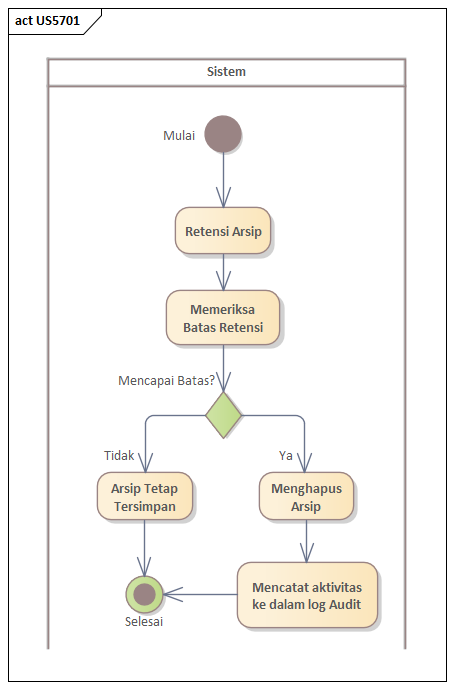 act US5701
Sistem
Mulai
Retensi Arsip
Memeriksa
Batas Retensi
Mencapai Batas?
Tidak
Ya
Arsip Tetap
Tersimpan
Menghapus
Arsip
Mencatat aktivitas
ke dalam log Audit
Selesai